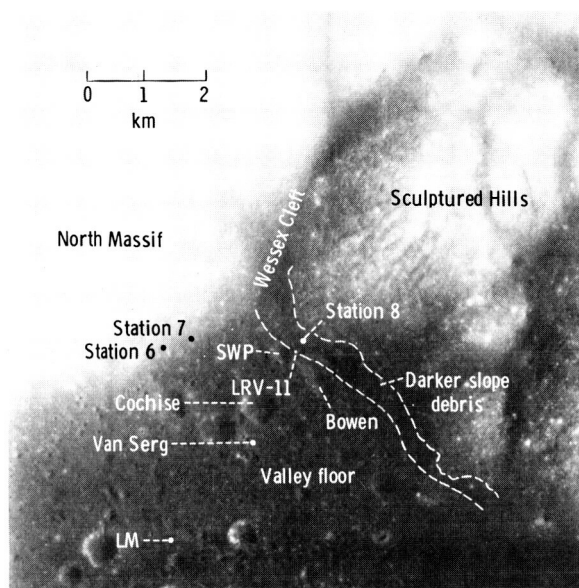 0 1 2
km
Sculptured Hills
Wessex Cleft
North Massif
Station 8
Station 7
Station 6
SWP
LRV-11
Darker slope
debris
Cochise
Bowen
Van Serg
Valley floor
LM